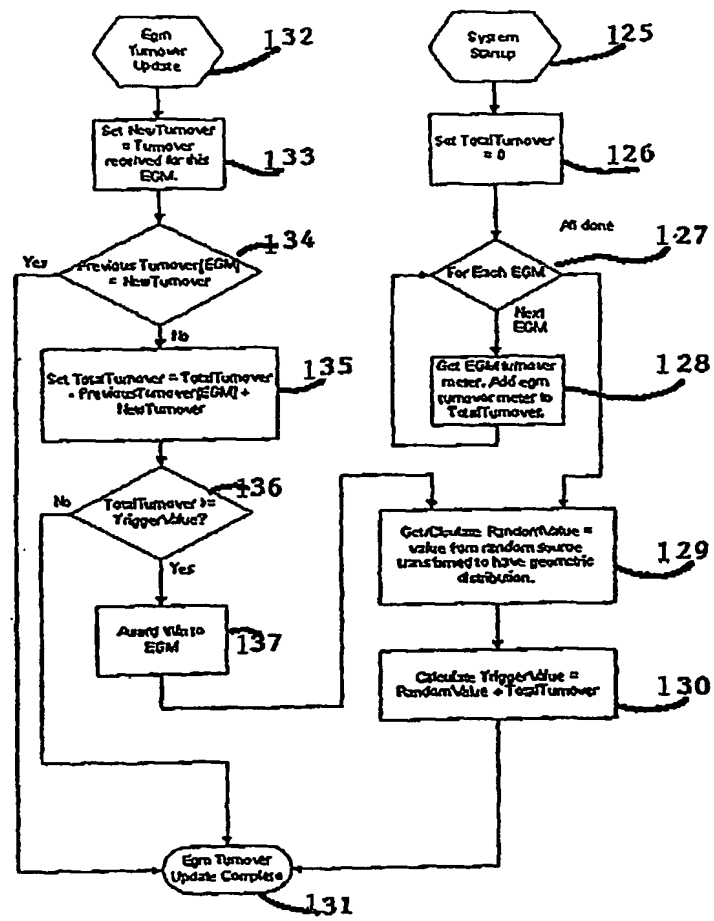 Egm
Turnover
Update
132
Set NewTurnover
= Turnover
received for this
EGM.
133
134
Yes
Previous Turnover[EGM]
= NewTurnover
No
Set TotalTurnover = TotalTurnover
- PreviousTurnover[EGM] +
NewTurnover
135
136
No
TotalTurnover >=
TriggerValue?
Yes
Award Win to
EGM
137
System
Startup
125
Set TotalTurnover
= 0
126
All done
127
For Each EGM
Next
EGM
Get EGM turnover
meter. Add egm
turnover meter to
TotalTurnover.
128
Get/Calculate RandomValue =
value from random source
transformed to have geometric
distribution.
129
Calculate TriggerValue =
RandomValue + TotalTurnover
130
Egm Turnover
Update Complete
131